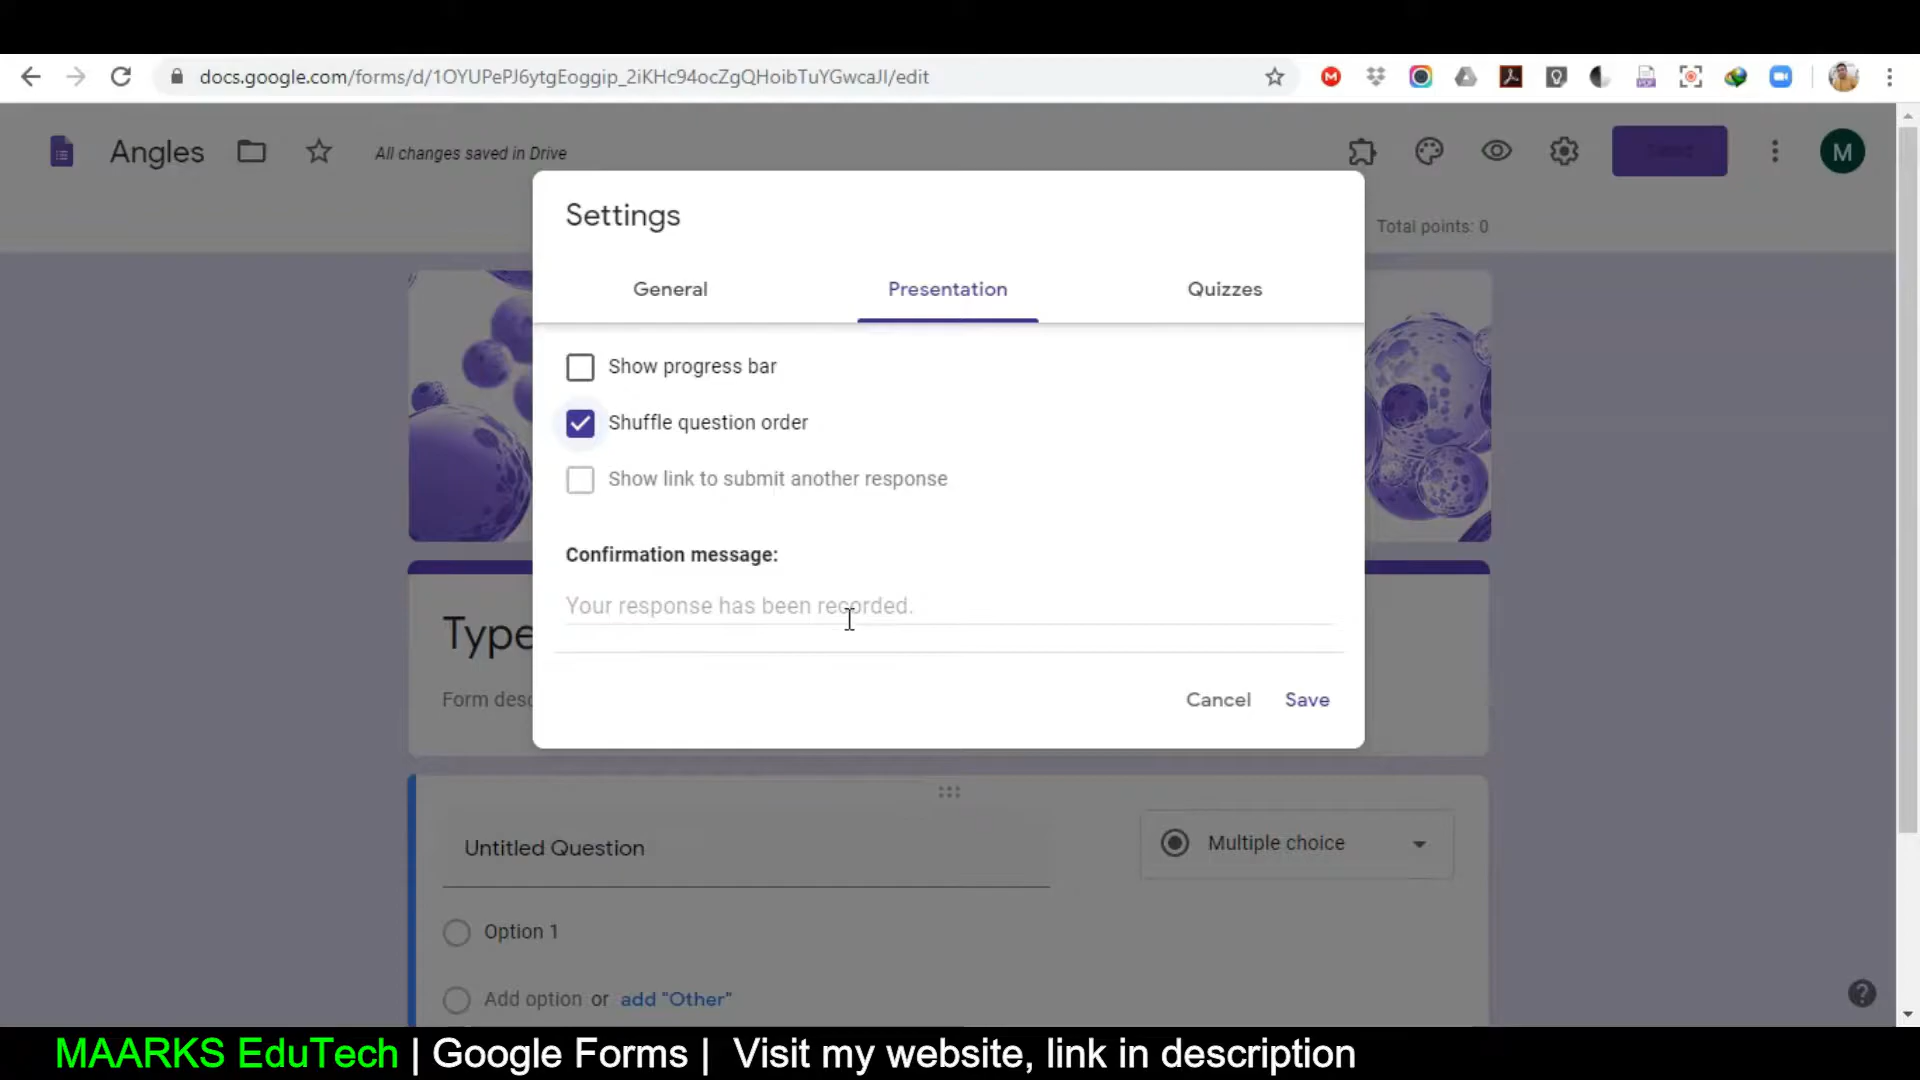 docs.google.com/forms/d/1OYUPePJ6ytgEoggip_2iKHc94ocZgQHoibTuYGwcaJI/edit
Angles
All changes saved in Drive
M
Settings
Total points: 0
General
Presentation
Quizzes
Show progress bar
Shuffle question order
Show link to submit another response
Confirmation message:
Your response has been recorded.
Type
Form desc
Cancel
Save
Untitled Question
Multiple choice
Option 1
Add option or add "Other"
MAARKS EduTech | Google Forms | Visit my website, link in description